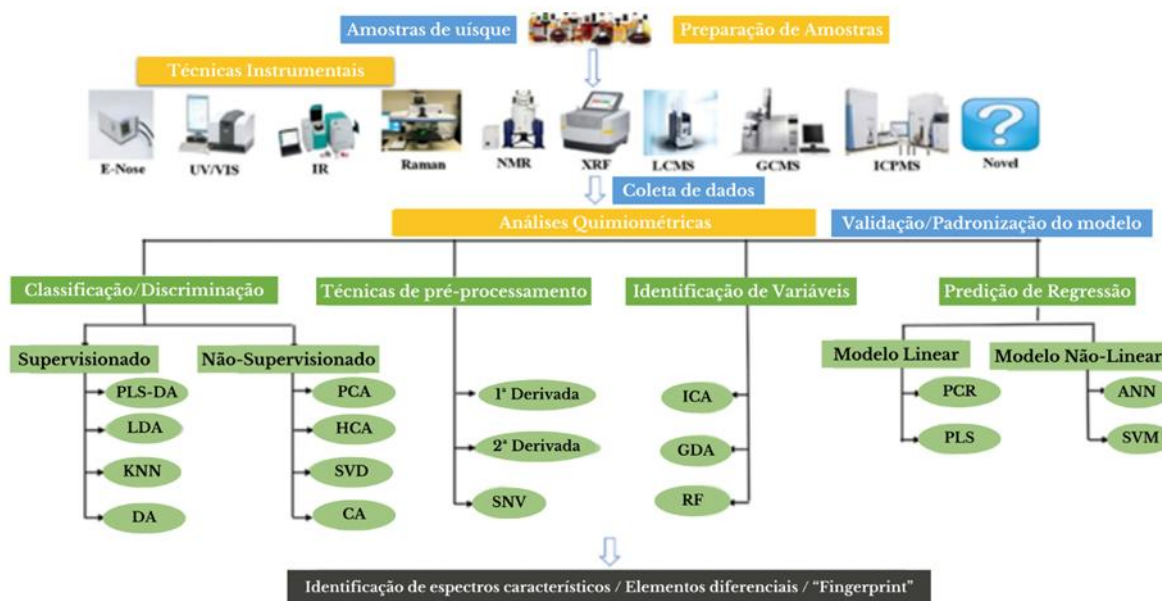 Amostras de uísque
Preparação de Amostras
Técnicas Instrumentais
E-Nose
UV/VIS
IR
Raman
NMR
XRF
LCMS
GCMS
ICPMS
?
Novel
Coleta de dados
Análises Quimiométricas
Validação/Padronização do modelo
Classificação/Discriminação
Técnicas de pré-processamento
Identificação de Variáveis
Predição de Regressão
Supervisionado
Não-Supervisionado
Modelo Linear
Modelo Não-Linear
PLS-DA
LDA
KNN
DA
PCA
HCA
SVD
CA
1ª Derivada
2ª Derivada
SNV
ICA
GDA
RF
PCR
PLS
ANN
SVM
Identificação de espectros característicos / Elementos diferenciais / “Fingerprint”